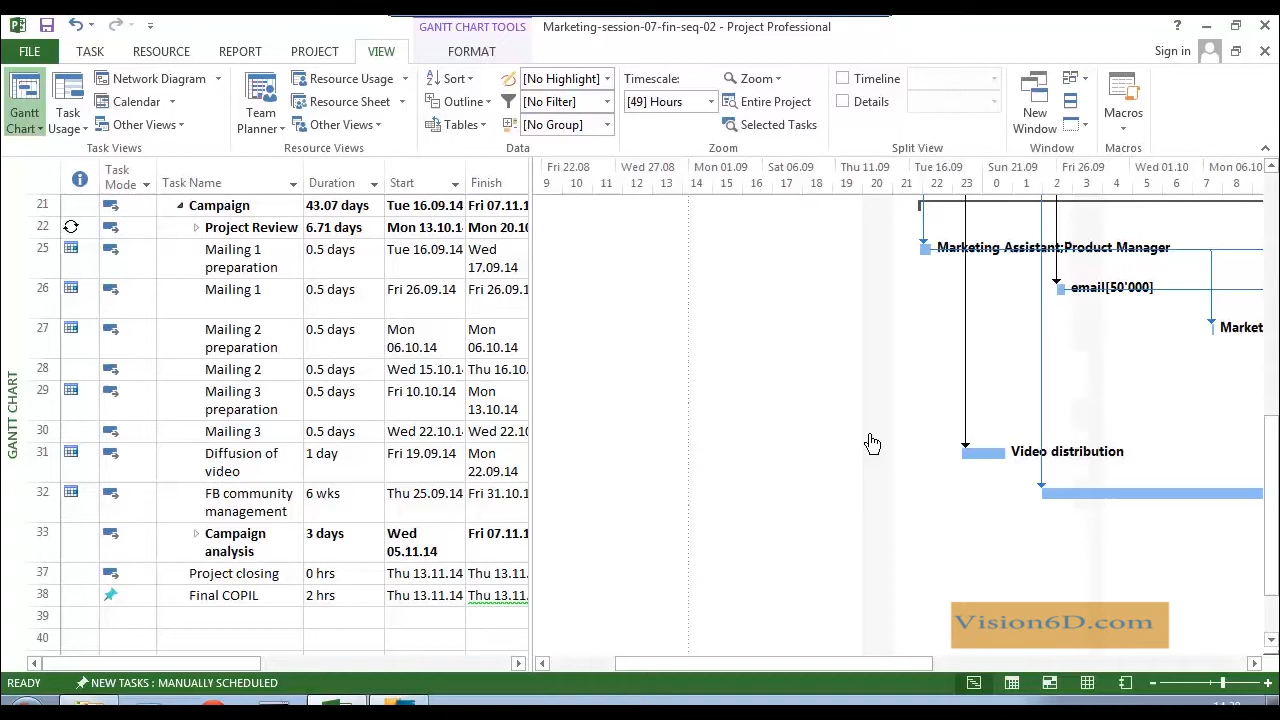 GANTT CHART TOOLS
Marketing-session-07-fin-seq-02 - Project Professional
FILE TASK RESOURCE REPORT PROJECT VIEW FORMAT Sign in
Network Diagram Resource Usage Sort [No Highlight] Timescale: Zoom Timeline
Calendar Resource Sheet Outline [No Filter] [49] Hours Entire Project Details
Other Views Other Views Tables [No Group] Selected Tasks
Gantt Chart Task Usage Team Planner New Window Macros
Task Views Resource Views Data Zoom Split View Window Macros
Task Mode Task Name Duration Start Finish
Fri 22.08 Wed 27.08 Mon 01.09 Sat 06.09 Thu 11.09 Tue 16.09 Sun 21.09 Fri 26.09 Wed 01.10 Mon 06.10
9 10 11 12 13 14 15 16 17 18 19 20 21 22 23 0 1 2 3 4 5 6 7 8
21 Campaign 43.07 days Tue 16.09.14 Fri 07.11.1
22 Project Review 6.71 days Mon 13.10.14 Mon 20.10
25 Mailing 1 preparation 0.5 days Tue 16.09.14 Wed 17.09.14
26 Mailing 1 0.5 days Fri 26.09.14 Fri 26.09.1
27 Mailing 2 preparation 0.5 days Mon 06.10.14 Mon 06.10.14
28 Mailing 2 0.5 days Wed 15.10.1 Thu 16.10.
29 Mailing 3 preparation 0.5 days Fri 10.10.14 Mon 13.10.14
30 Mailing 3 0.5 days Wed 22.10.1 Wed 22.10
31 Diffusion of video 1 day Fri 19.09.14 Mon 22.09.14
32 FB community management 6 wks Thu 25.09.14 Fri 31.10.1
33 Campaign analysis 3 days Wed 05.11.14 Fri 07.11.1
37 Project closing 0 hrs Thu 13.11.14 Thu 13.11.
38 Final COPIL 2 hrs Thu 13.11.14 Thu 13.11.
39
40
Marketing Assistant;Product Manager
email[50'000]
Market
Video distribution
GANTT CHART
Vision6D.com
READY NEW TASKS : MANUALLY SCHEDULED